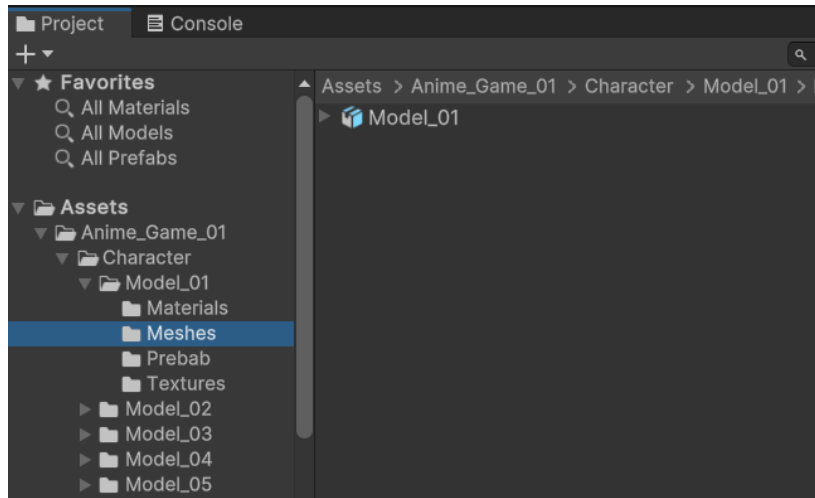 Project Console
Favorites
All Materials
All Models
All Prefabs
Assets
Anime_Game_01
Character
Model_01
Materials
Meshes
Prebab
Textures
Model_02
Model_03
Model_04
Model_05
Assets > Anime_Game_01 > Character > Model_01 >
Model_01